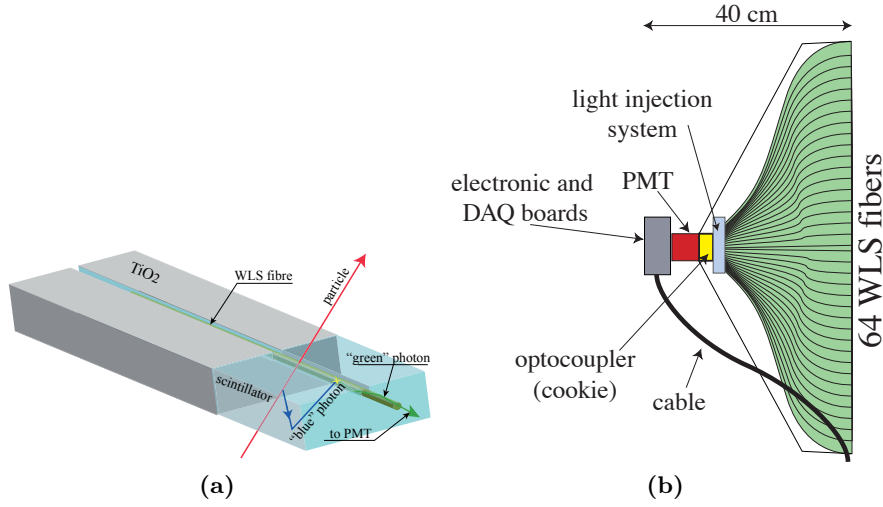 TiO2
WLS fibre
particle
"green" photon
scintillator
"blue" photon
to PMT
(a)
40 cm
light injection
system
PMT
electronic and
DAQ boards
optocoupler
(cookie)
cable
64 WLS fibers
(b)